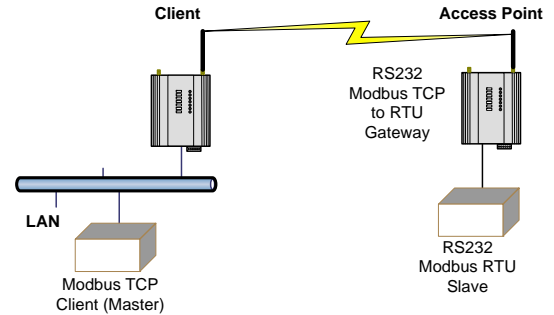 Client
Access Point
RS232
Modbus TCP
to RTU
Gateway
LAN
Modbus TCP
Client (Master)
RS232
Modbus RTU
Slave